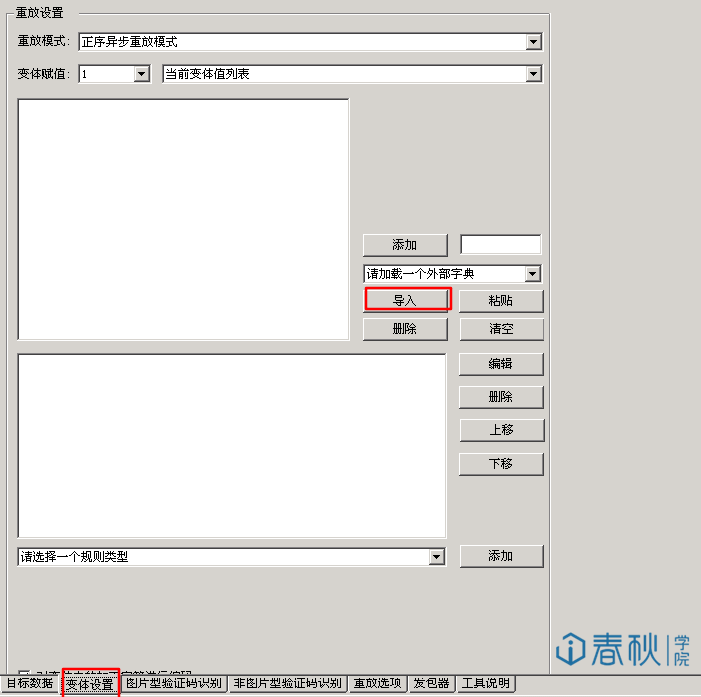 重放设置
重放模式: 正序异步重放模式
变体赋值: 1 当前变体值列表
添加
请加载一个外部字典
导入 粘贴
删除 清空
编辑
删除
上移
下移
请选择一个规则类型 添加
春秋学院
目标数据 变体设置 图片型验证码识别 非图片型验证码识别 重放选项 发包器 工具说明